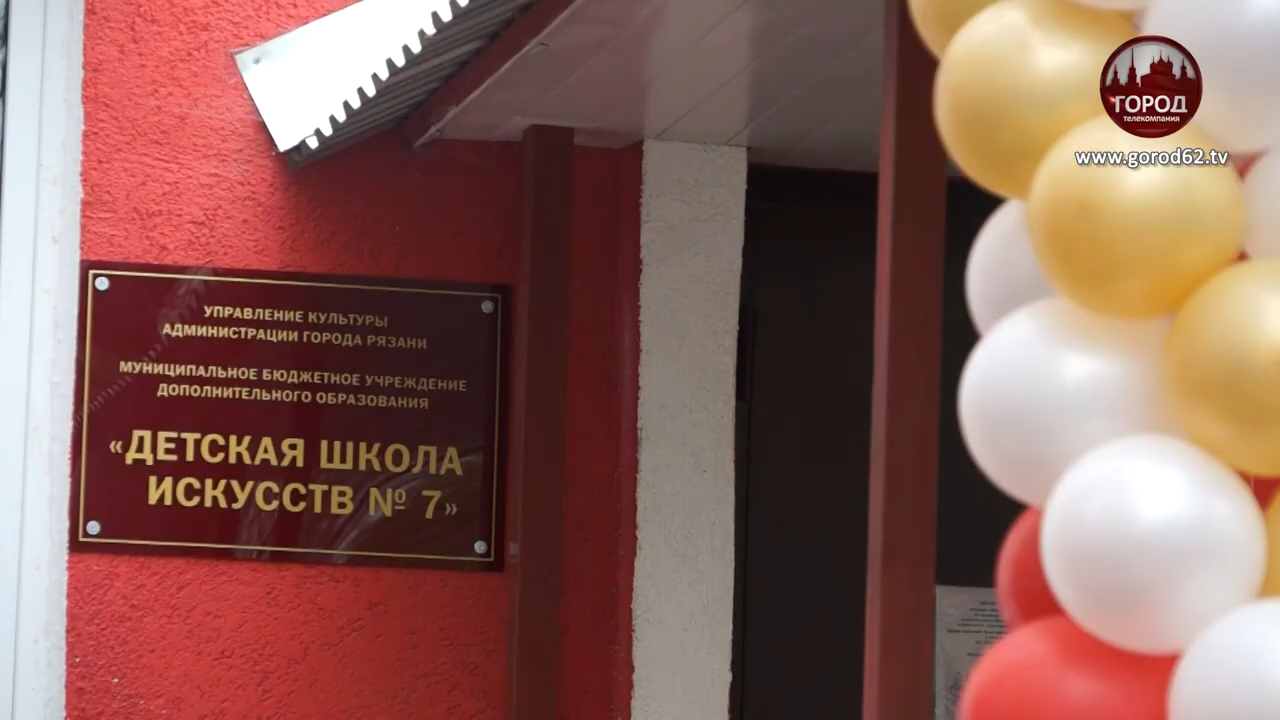 ГОРОД
телекомпания
www.gorod62.tv
УПРАВЛЕНИЕ КУЛЬТУРЫ
АДМИНИСТРАЦИИ ГОРОДА РЯЗАНИ
МУНИЦИПАЛЬНОЕ БЮДЖЕТНОЕ УЧРЕЖДЕНИЕ
ДОПОЛНИТЕЛЬНОГО ОБРАЗОВАНИЯ
«ДЕТСКАЯ ШКОЛА
ИСКУССТВ № 7»